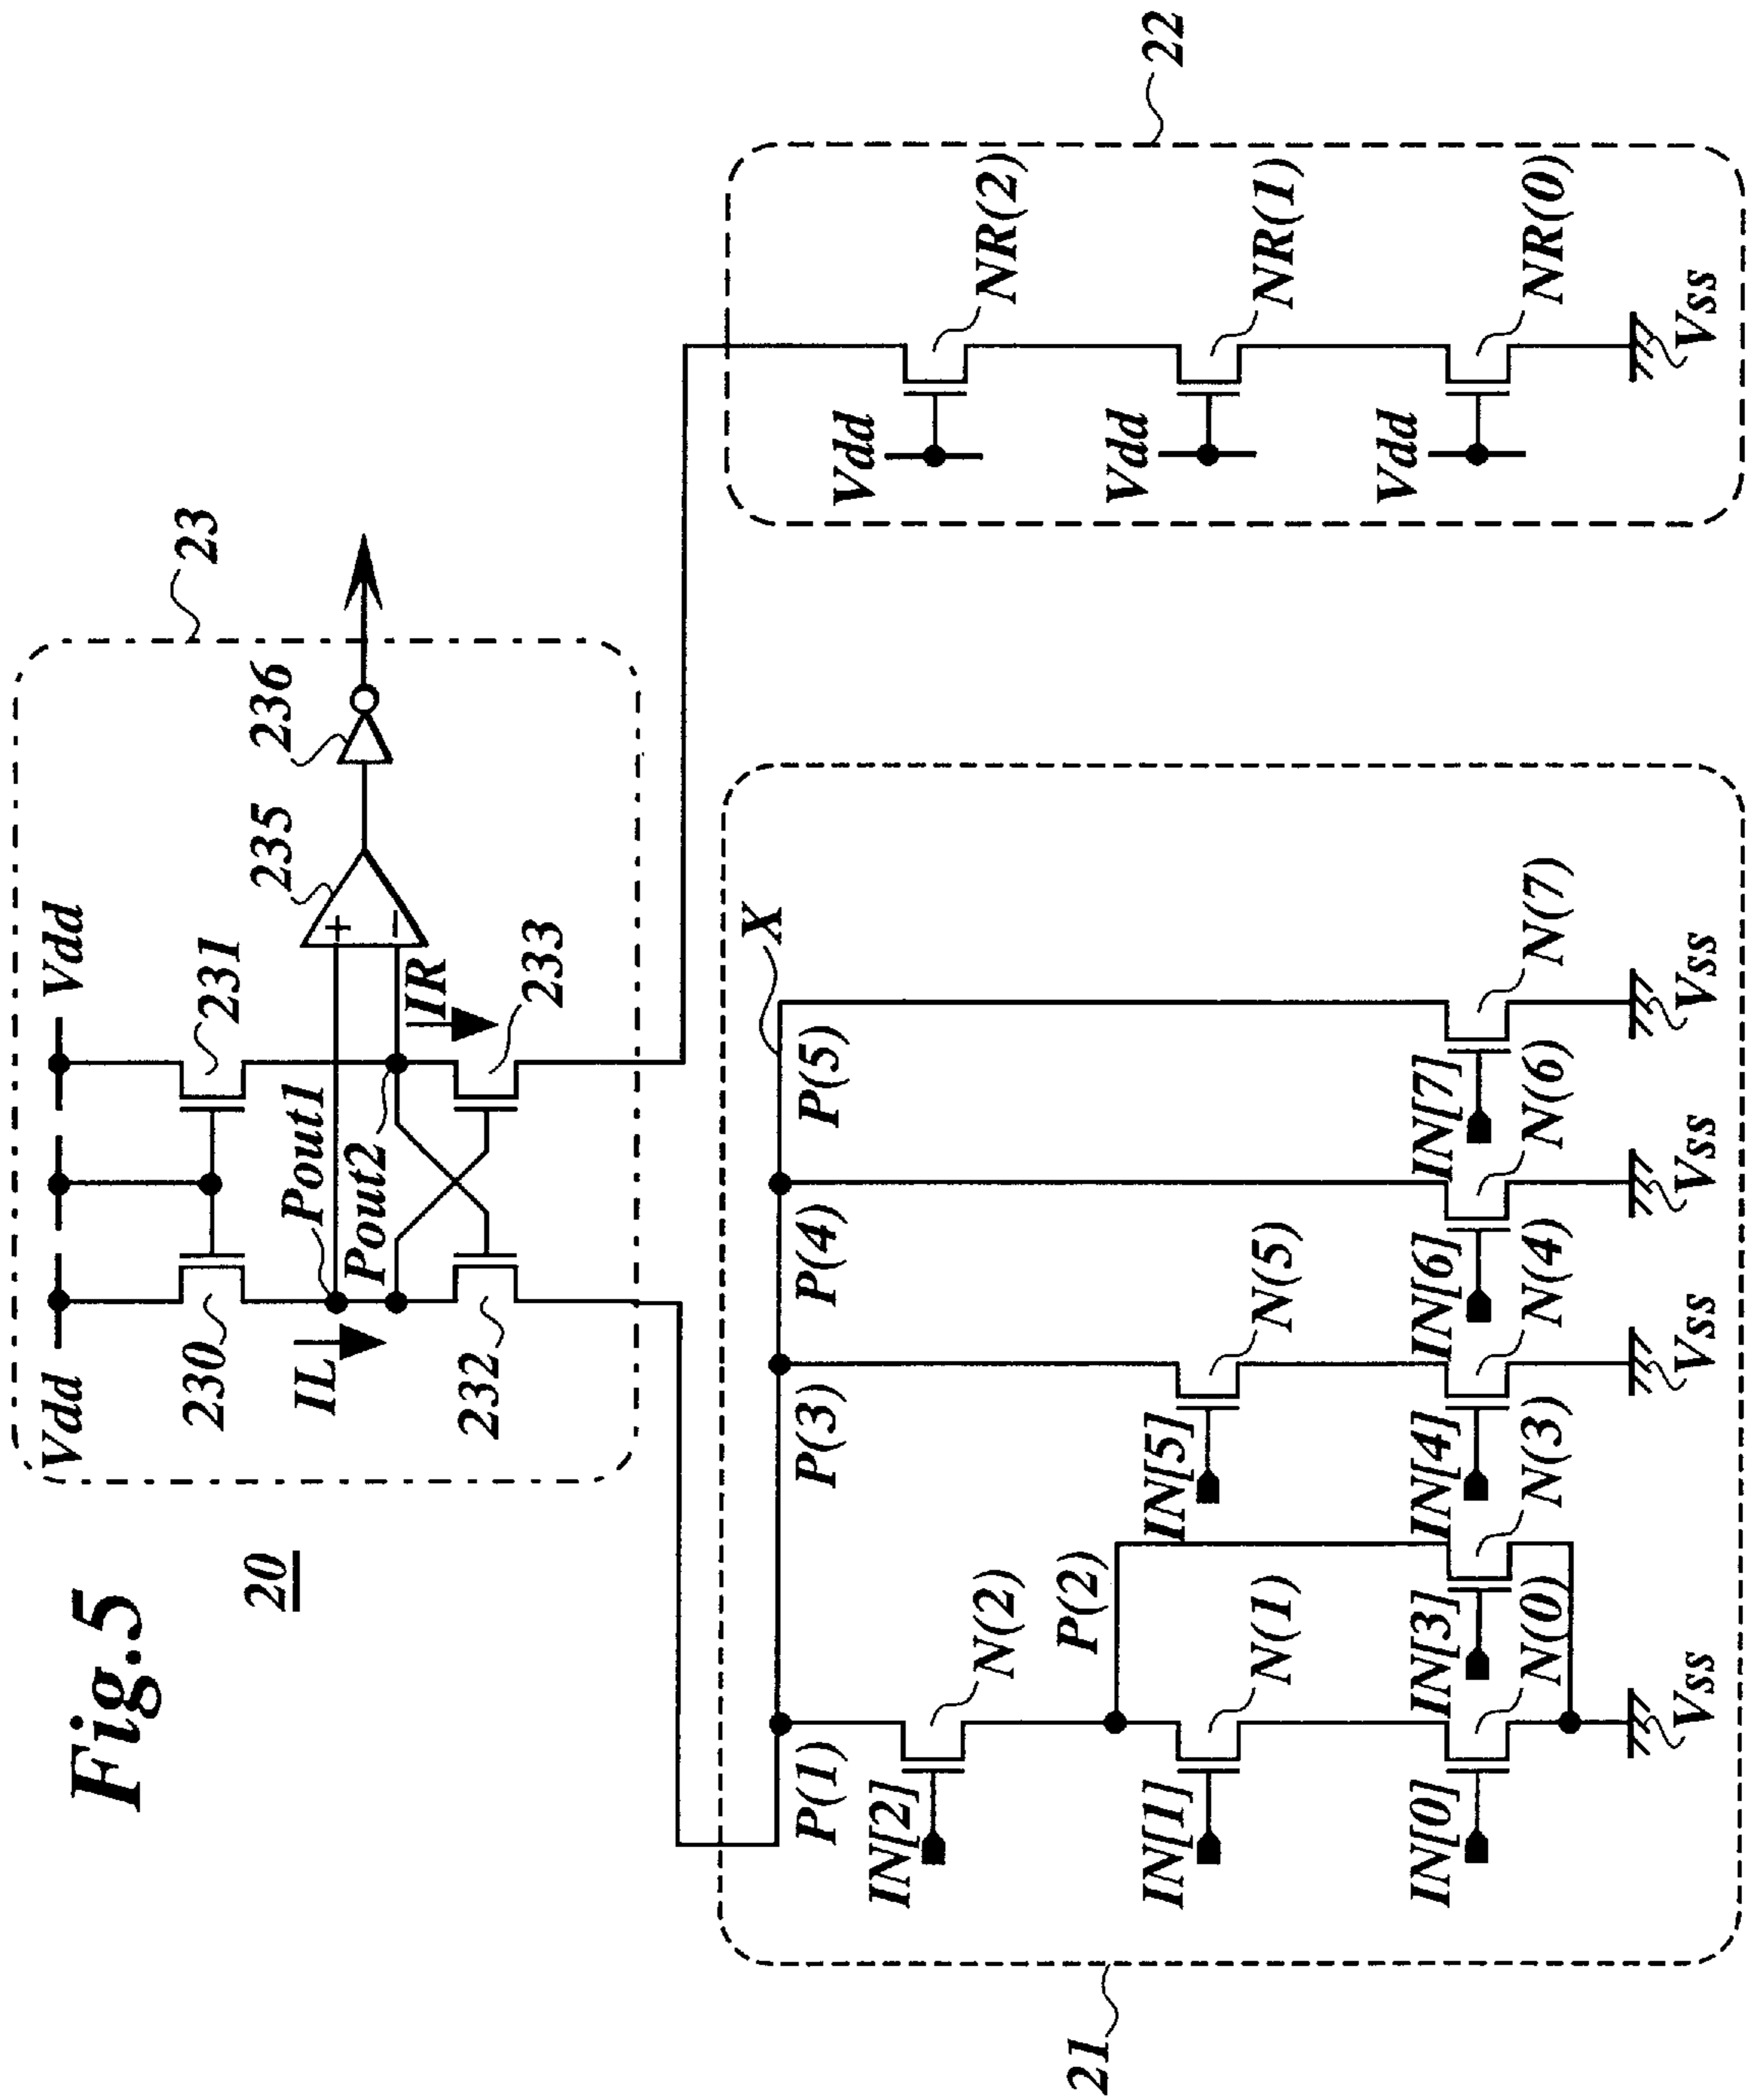 Fig.5
20
23
Vdd
Vdd
230
231
Pout1
Pout2
IL
IR
232
233
235
+
−
236
21
X
P(1)
P(3)
P(4)
P(5)
IN[2]
N(2)
P(2)
IN[1]
N(1)
IN[5]
N(5)
IN[0]
N(0)
IN[3]
N(3)
IN[4]
N(4)
IN[6]
N(6)
IN[7]
N(7)
Vss
Vss
Vss
Vss
22
Vdd
NR(2)
Vdd
NR(1)
Vdd
NR(0)
Vss